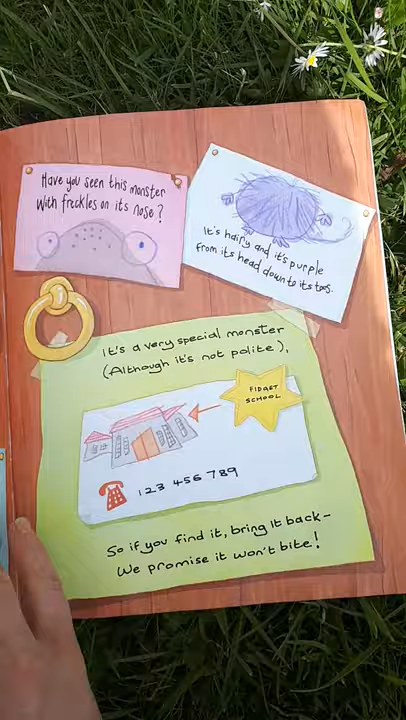 Have you seen this monster
With freckles on its nose?
It's hairy and it's purple
from its head down to its toes.
It's a very special monster
(Although it's not polite),
FIDGET
SCHOOL
123 456 789
So if you find it, bring it back-
We promise it won't bite!